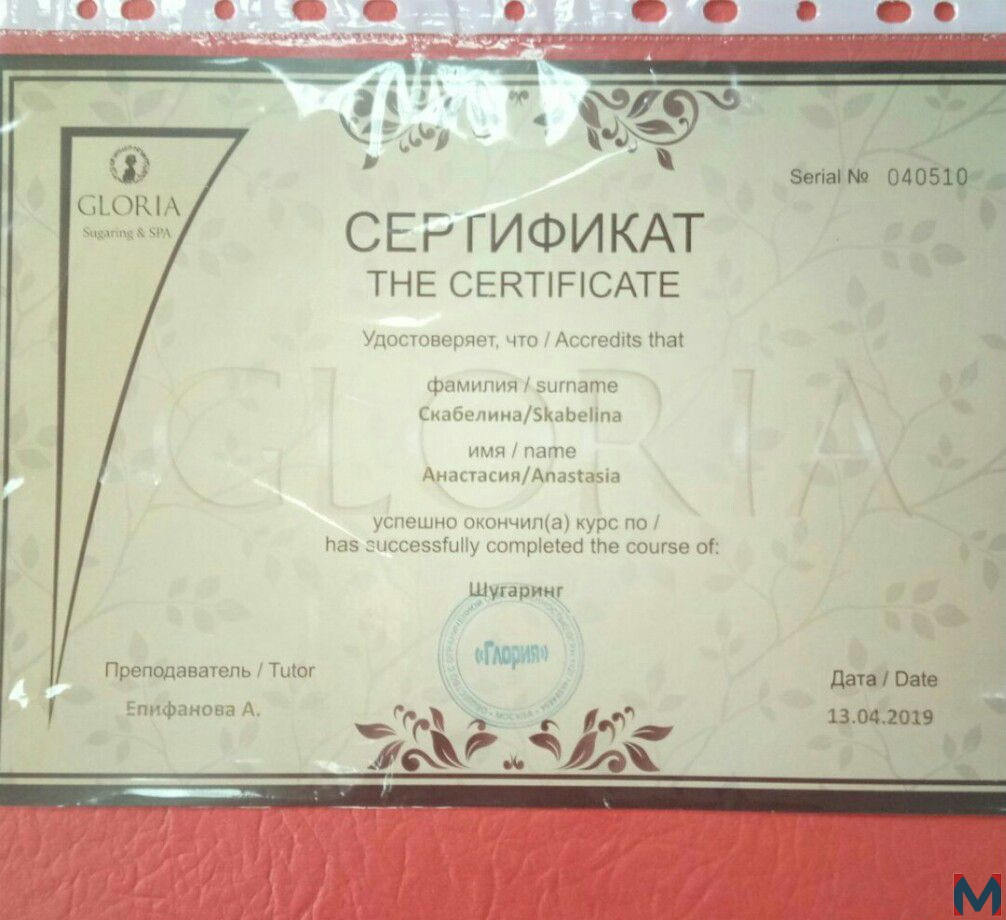 GLORIA
Sugaring & SPA
Serial № 040510
СЕРТИФИКАТ
THE CERTIFICATE
Удостоверяет, что / Accredits that
фамилия / surname
Скабелина/Skabelina
имя / name
Анастасия/Anastasia
GLORIA
успешно окончил(а) курс по /
has successfully completed the course of:
Шугаринг
«Глория»
МОСКВА
Преподаватель / Tutor
Епифанова А.
Дата / Date
13.04.2019
M